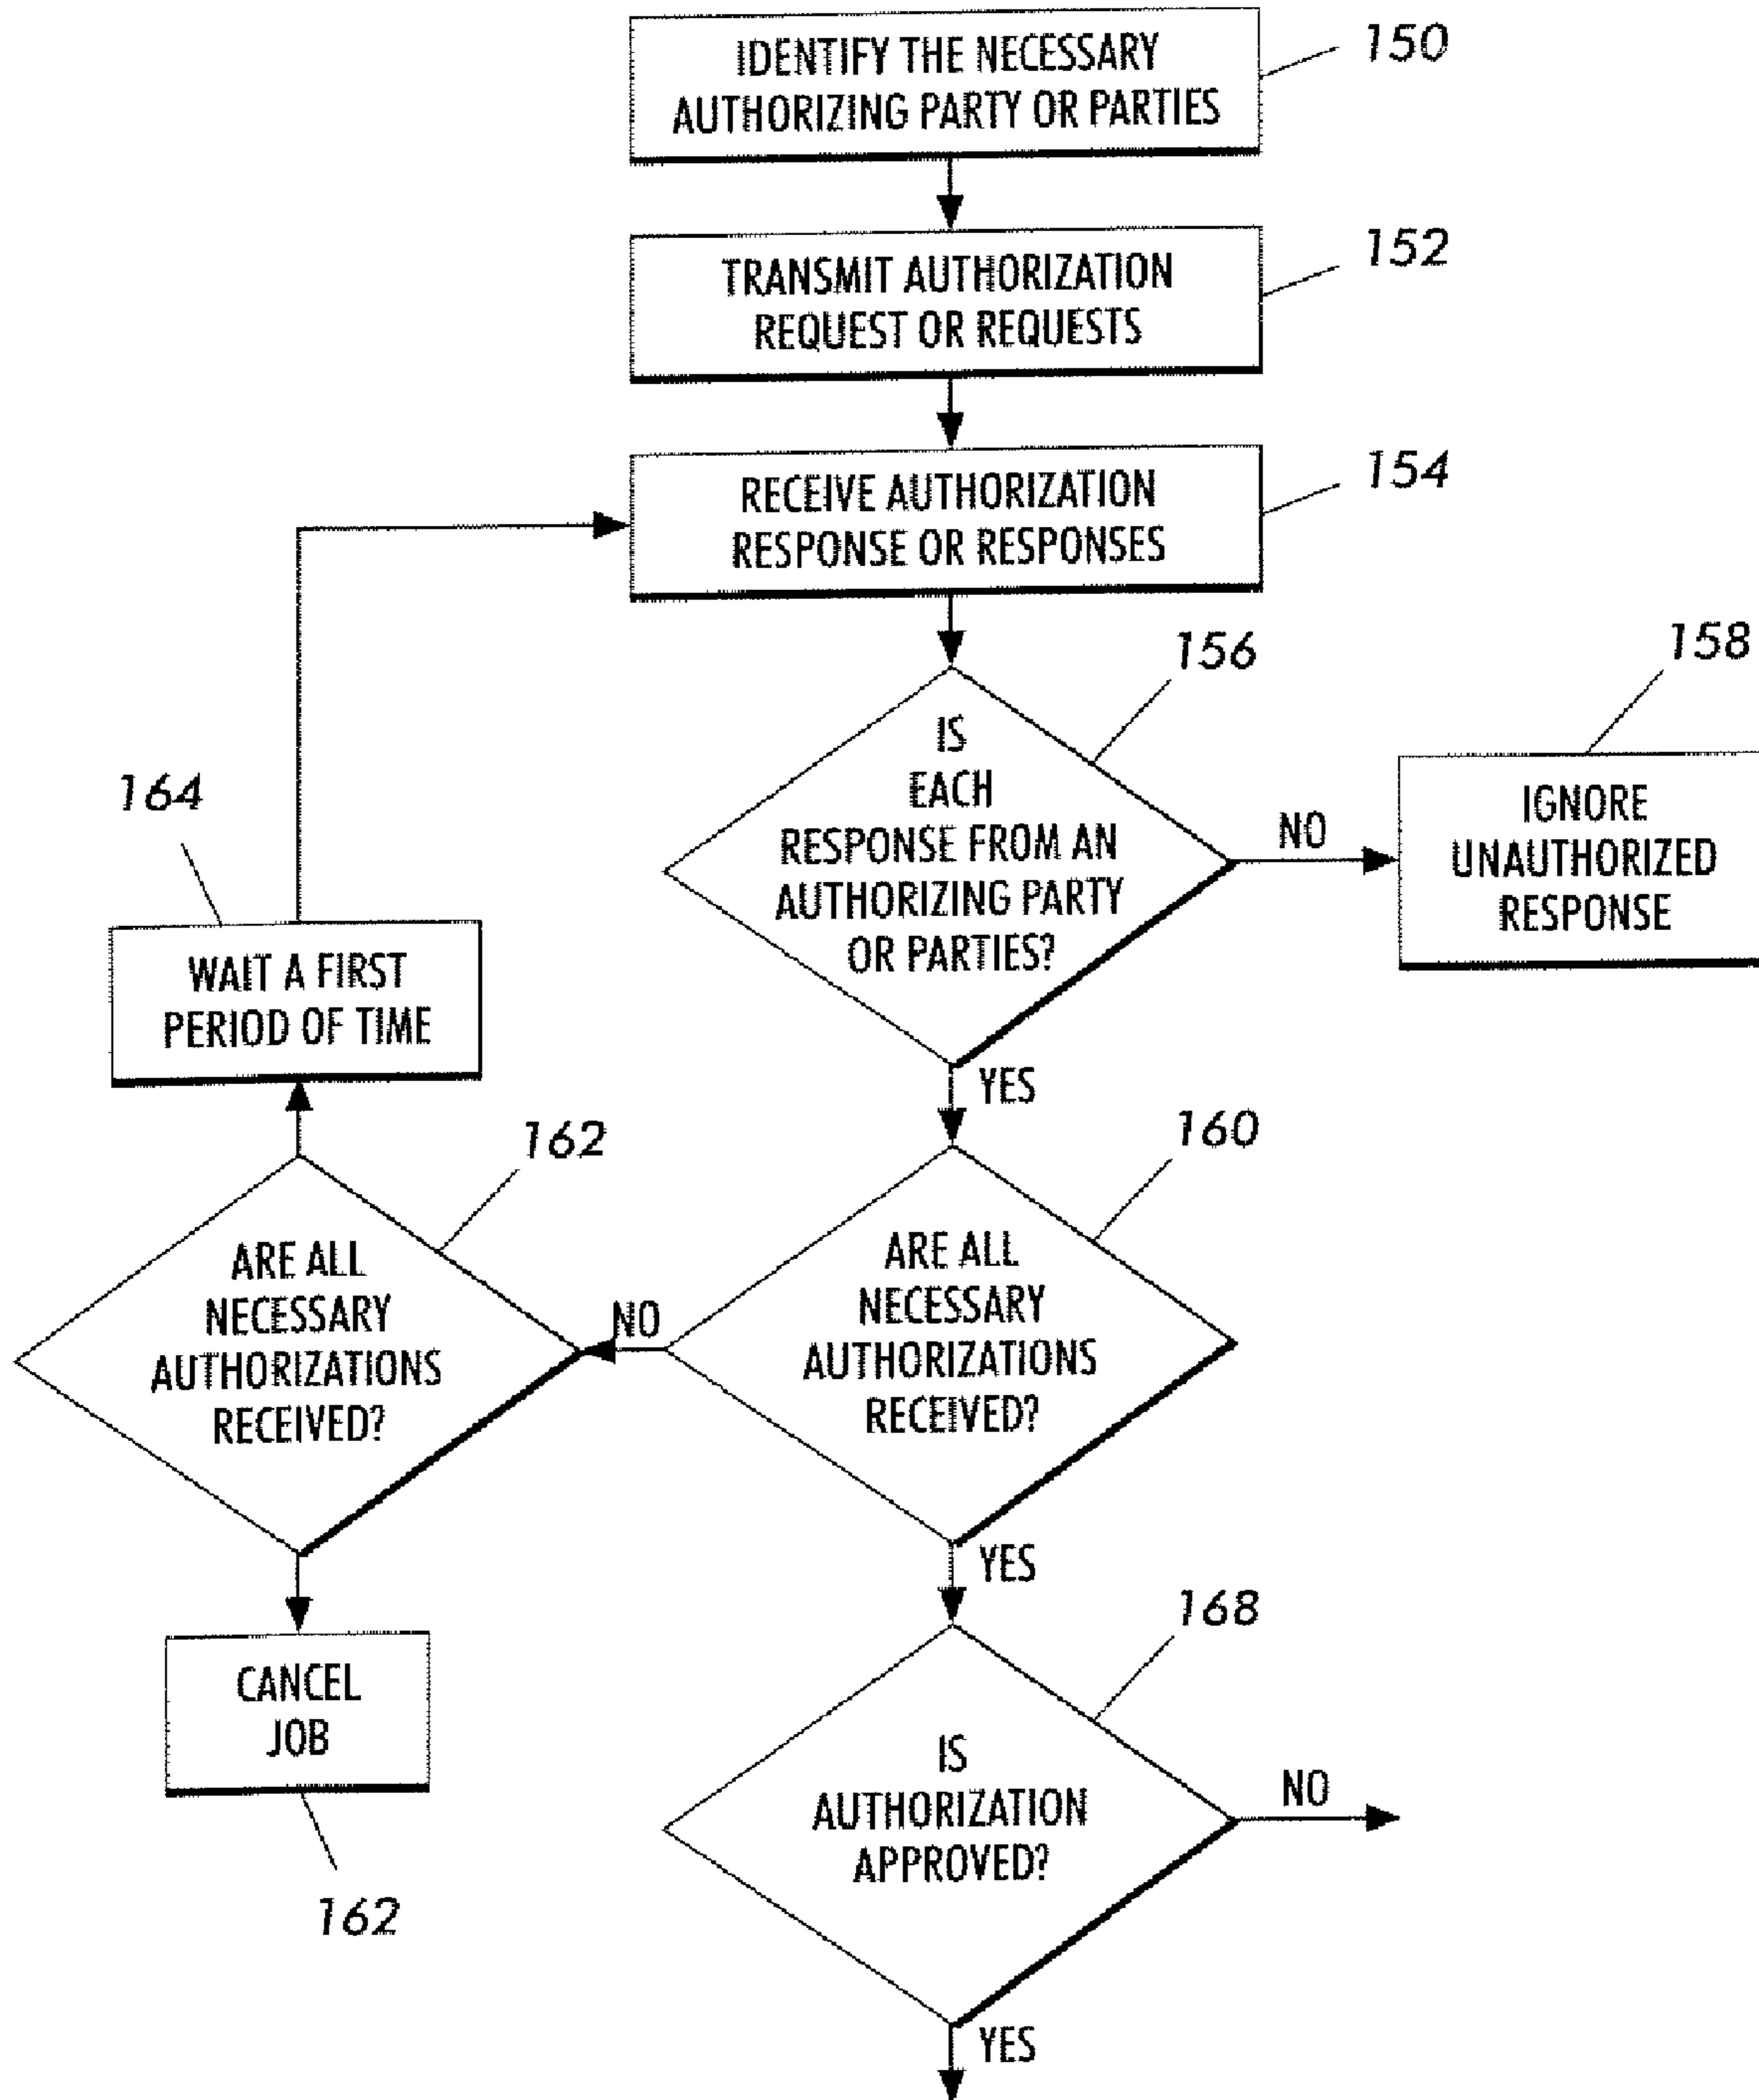 IDENTIFY THE NECESSARY
AUTHORIZING PARTY OR PARTIES
150
TRANSMIT AUTHORIZATION
REQUEST OR REQUESTS
152
RECEIVE AUTHORIZATION
RESPONSE OR RESPONSES
154
156
IS
EACH
RESPONSE FROM AN
AUTHORIZING PARTY
OR PARTIES?
NO
158
IGNORE
UNAUTHORIZED
RESPONSE
164
WAIT A FIRST
PERIOD OF TIME
YES
162
ARE ALL
NECESSARY
AUTHORIZATIONS
RECEIVED?
NO
160
ARE ALL
NECESSARY
AUTHORIZATIONS
RECEIVED?
YES
CANCEL
JOB
162
168
IS
AUTHORIZATION
APPROVED?
NO
YES